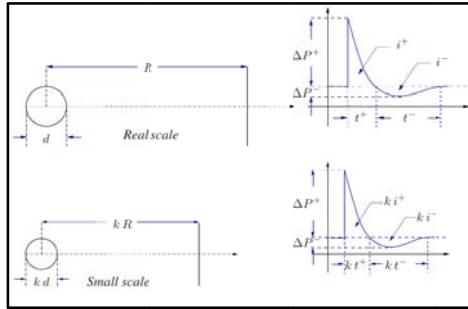 R
d
Real scale
ΔP⁺
ΔP⁻
i⁺
i⁻
t⁺
t⁻
k R
k d
Small scale
ΔP⁺
ΔP⁻
k i⁺
k i⁻
k t⁺
k t⁻